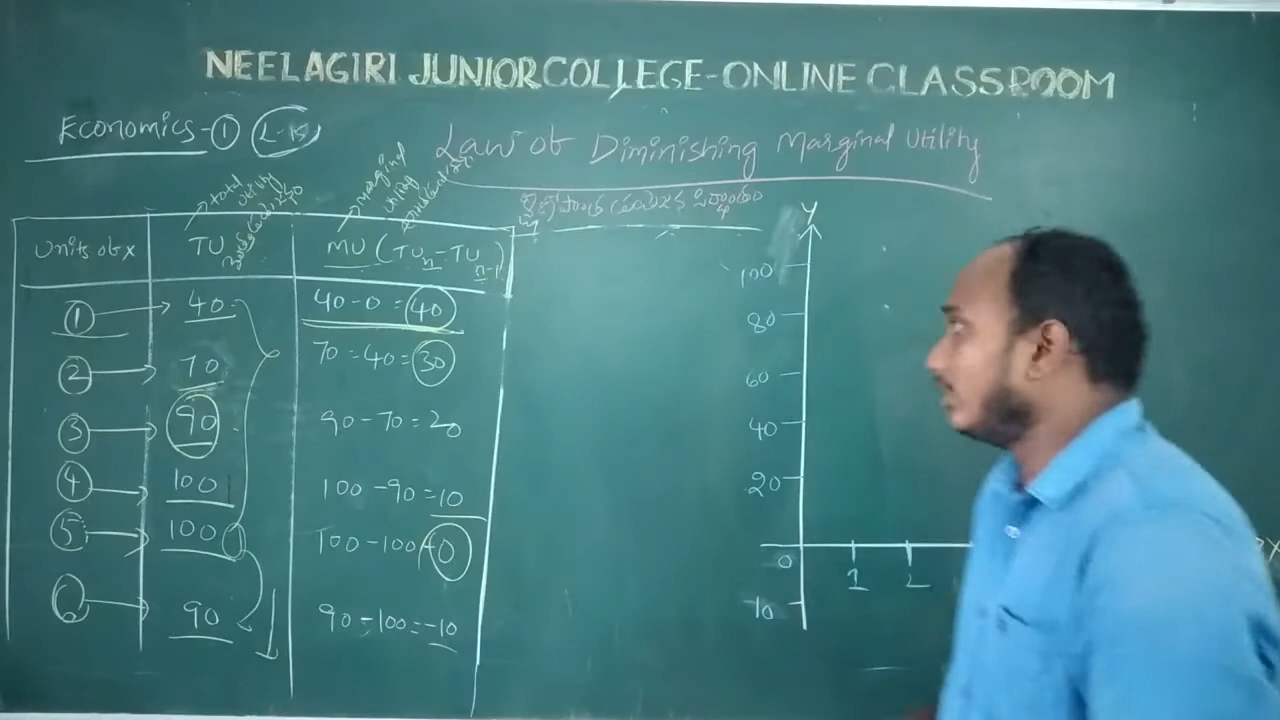 NEELAGIRI JUNIOR COLLEGE-ONLINE CLASSROOM
Economics-1
Law of Diminishing Marginal Utility
total utility
marginal utility
Units of x TU MU (TUn-TUn-1)
1 40 40-0=40
2 70 70-40=30
3 90 90-70=20
4 100 100-90=10
5 100 100-100=0
6 90 90-100=-10
Y
100
80
60
40
20
0
10
1 2
X